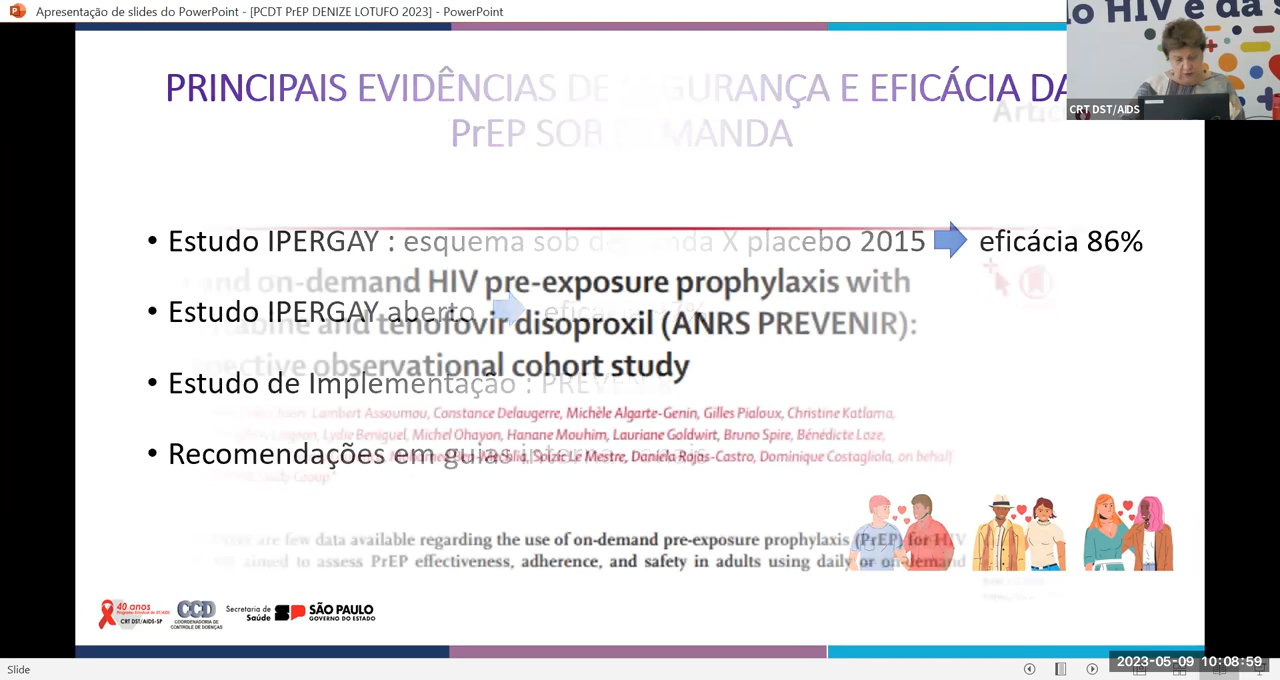 Apresentação de slides do PowerPoint - [PCDT PrEP DENIZE LOTUFO 2023] - PowerPoint
o HIV e da s
CRT DST/AIDS
PRINCIPAIS EVIDÊNCIAS DE SEGURANÇA E EFICÁCIA DA
PrEP SOB DEMANDA
Artic
• Estudo IPERGAY : esquema sob demanda X placebo 2015
eficácia 86%
and on-demand HIV pre-exposure prophylaxis with
• Estudo IPERGAY aberto
and tenofovir disoproxil (ANRS PREVENIR):
observational cohort study
• Estudo de Implementação : PREVENIR
Lambert Assoumou, Constance Delaugerre, Michèle Algarte-Genin, Gilles Pialoux, Christine Katlama,
Lydie Beniguel, Michel Ohayon, Hanane Mouhim, Lauriane Goldwirt, Bruno Spire, Bénédicte Loze,
• Recomendações em guias
Le Mestre, Daniela Rojas-Castro, Dominique Costagliola, on behalf
Study Group
are few data available regarding the use of on-demand pre-exposure prophylaxis (PrEP) for HIV
aimed to assess PrEP effectiveness, adherence, and safety in adults using daily or on-demand
40 anos
CRT DST/AIDS-SP
CCD
COORDENADORIA DE
CONTROLE DE DOENÇAS
Secretaria de
Saúde
SÃO PAULO
GOVERNO DO ESTADO
Slide
2023-05-09 10:08:59